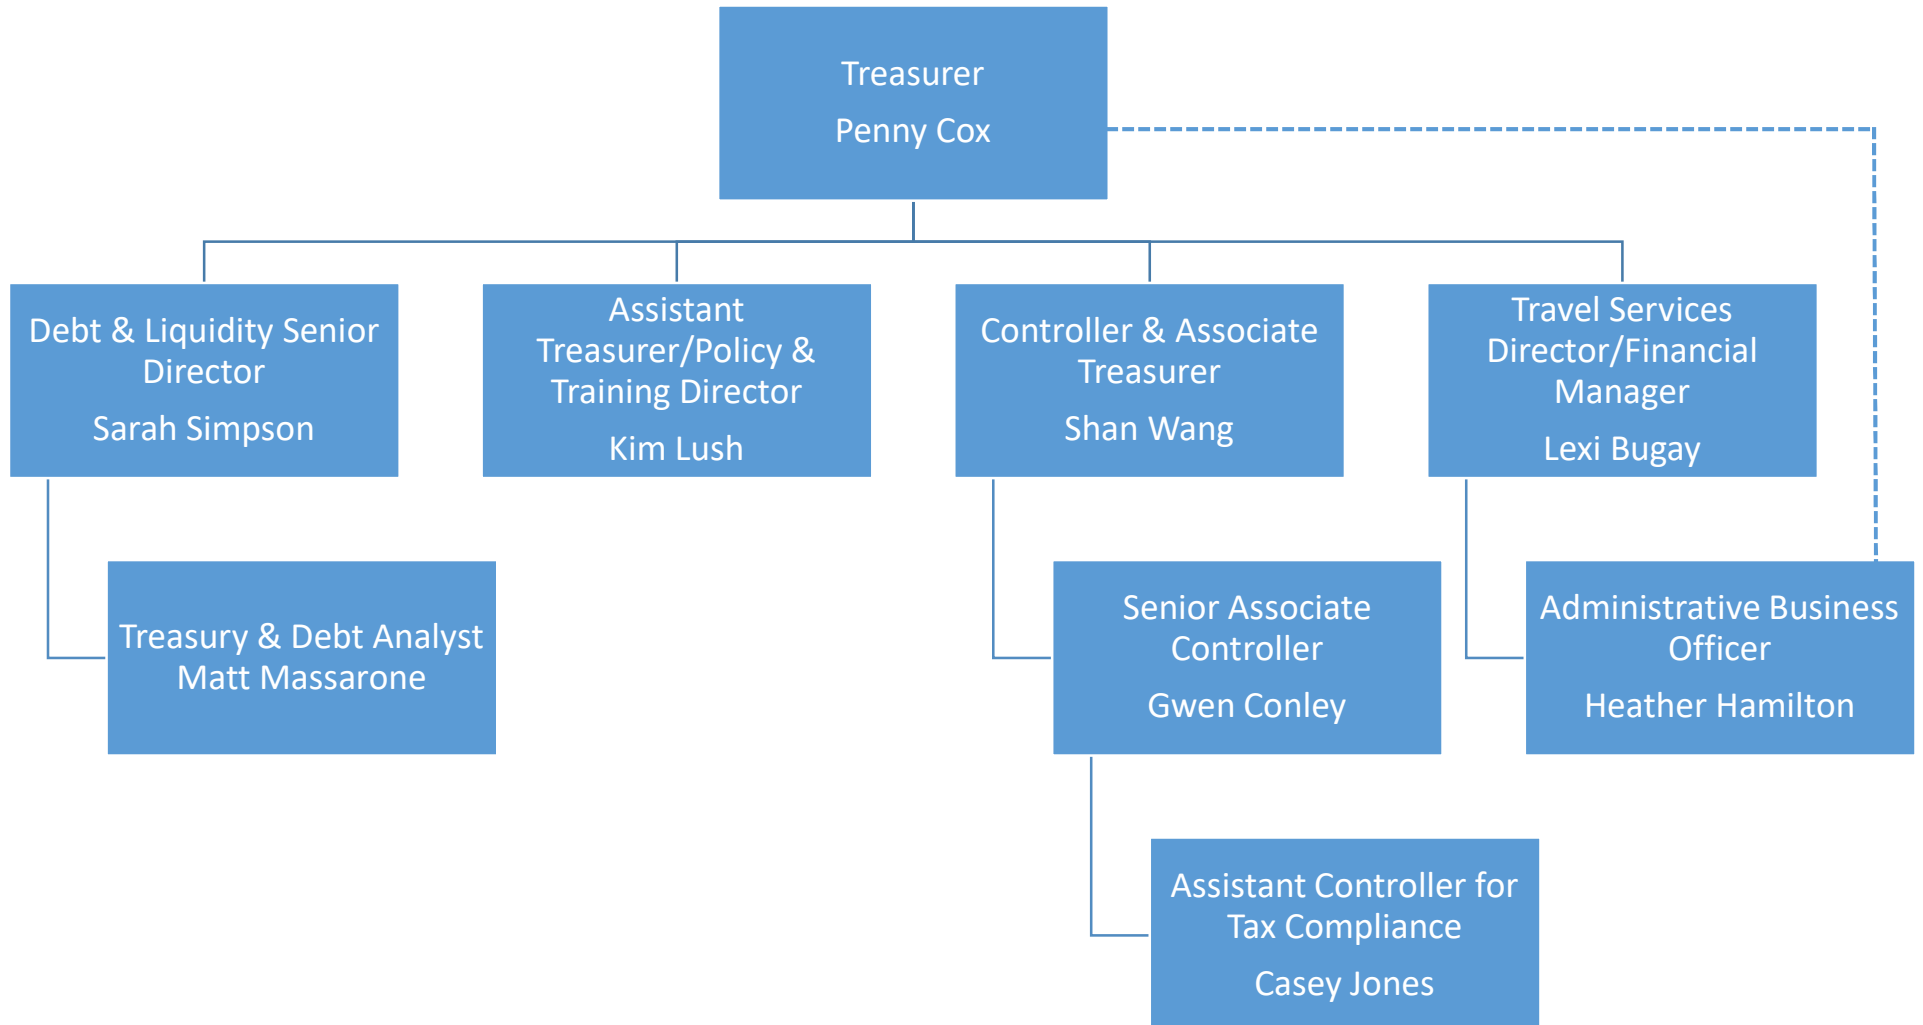 Treasurer
Penny Cox
Debt & Liquidity Senior
Director
Sarah Simpson
Assistant
Treasurer/Policy &
Training Director
Kim Lush
Controller & Associate
Treasurer
Shan Wang
Travel Services
Director/Financial
Manager
Lexi Bugay
Treasury & Debt Analyst
Matt Massarone
Senior Associate
Controller
Gwen Conley
Administrative Business
Officer
Heather Hamilton
Assistant Controller for
Tax Compliance
Casey Jones